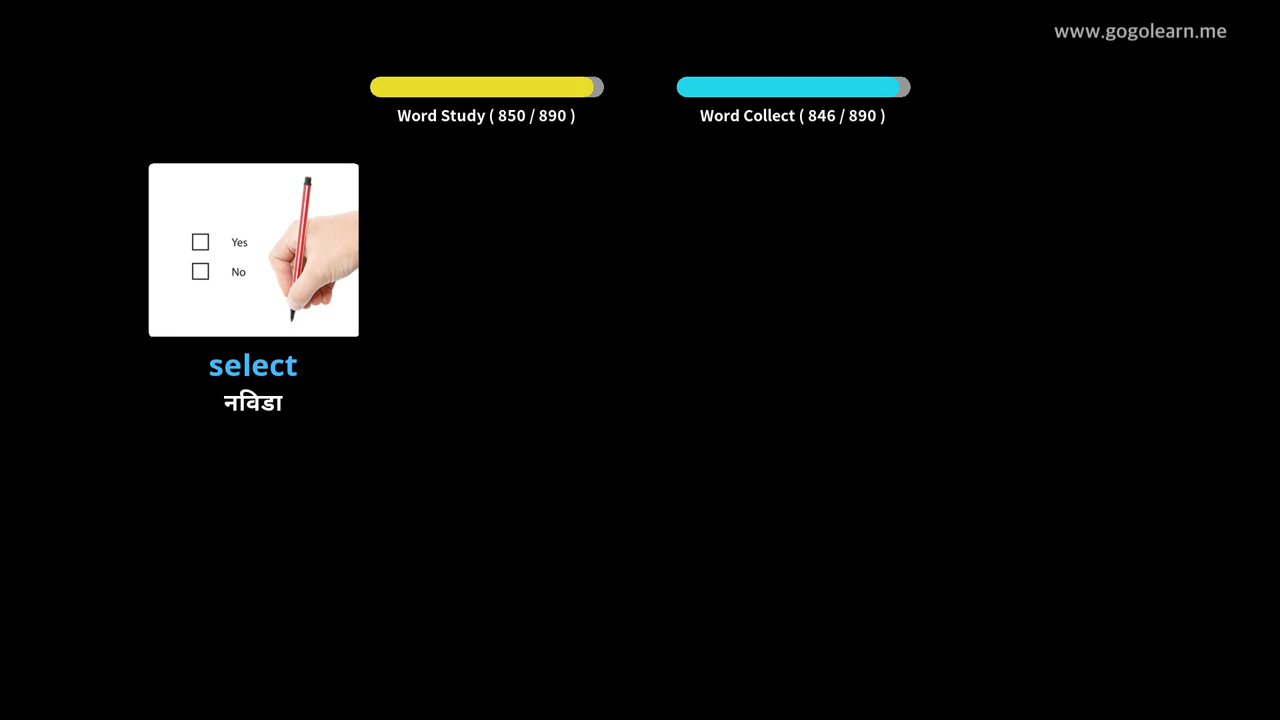 www.gogolearn.me
Word Study ( 850 / 890 )
Word Collect ( 846 / 890 )
Yes
No
select
नविडा